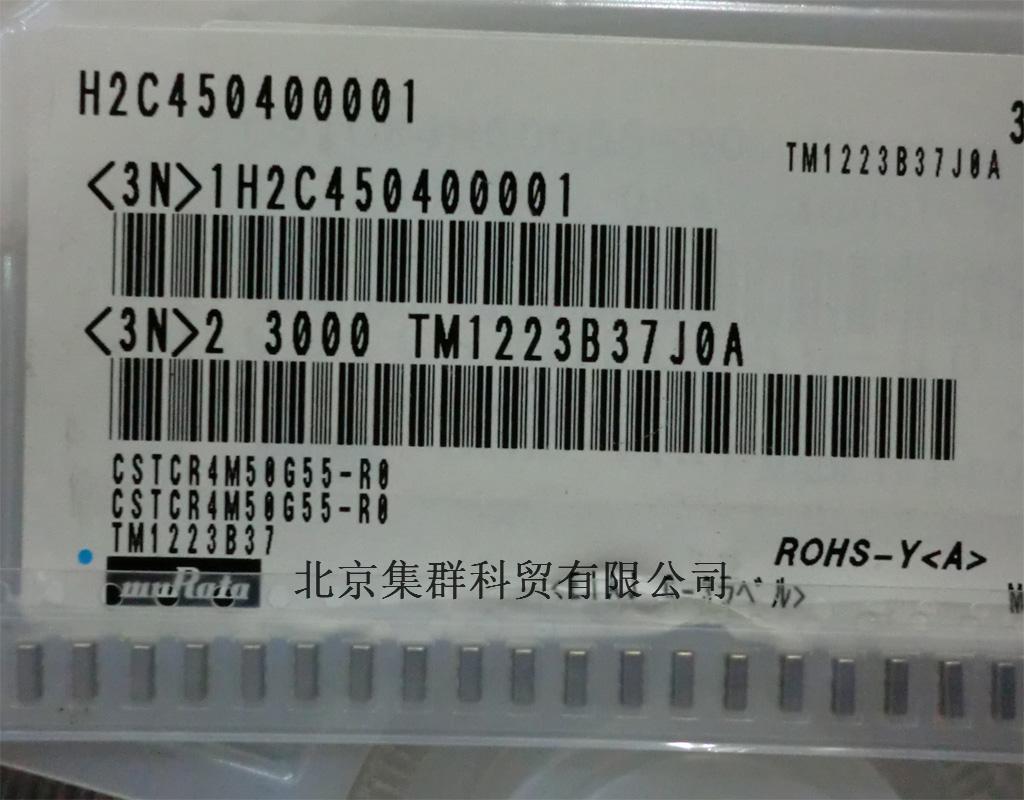 H2C450400001
3
TM1223B37J0A
<3N>1H2C450400001
<3N>2 3000 TM1223B37J0A
CSTCR4M50G55-R0
CSTCR4M50G55-R0
TM1223B37
ROHS-Y<A>
muRata
北京集群科贸有限公司
M